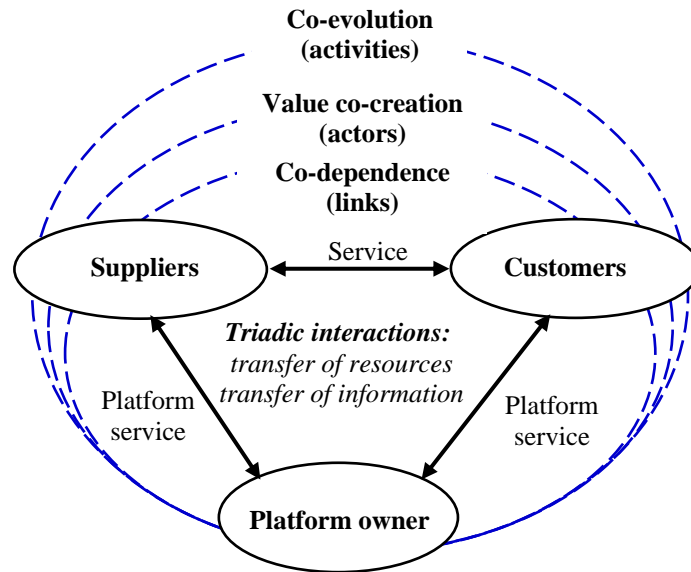 Co-evolution
(activities)
Value co-creation
(actors)
Co-dependence
(links)
Service
Suppliers
Customers
Triadic interactions:
transfer of resources
transfer of information
Platform
service
Platform
service
Platform owner